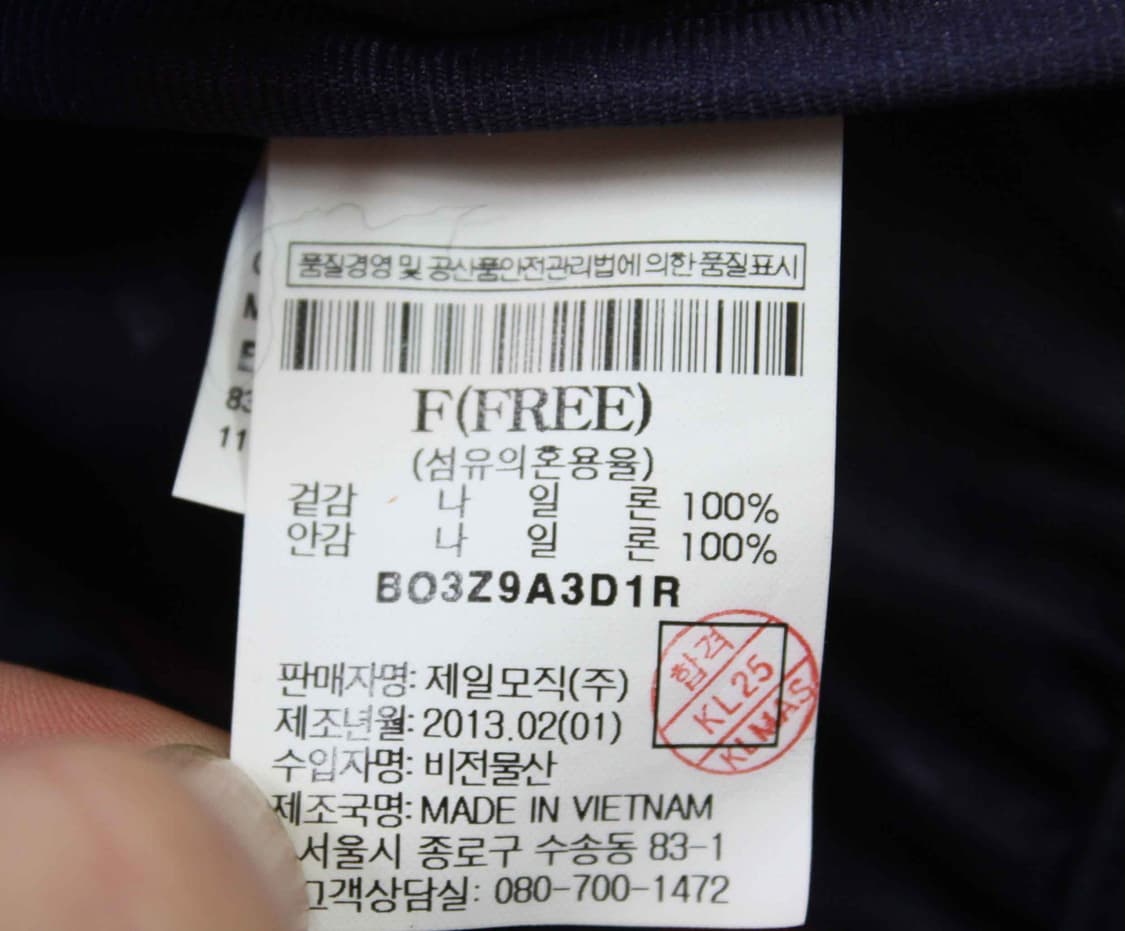 품질경영 및 공산품안전관리법에 의한 품질표시
F(FREE)
(섬유의혼용율)
겉감 나 일 론 100%
안감 나 일 론 100%
BO3Z9A3D1R
합격
KL25
KLMAS
판매자명: 제일모직(주)
제조년월: 2013.02(01)
수입자명: 비전물산
제조국명: MADE IN VIETNAM
서울시 종로구 수송동 83-1
고객상담실: 080-700-1472
83
11